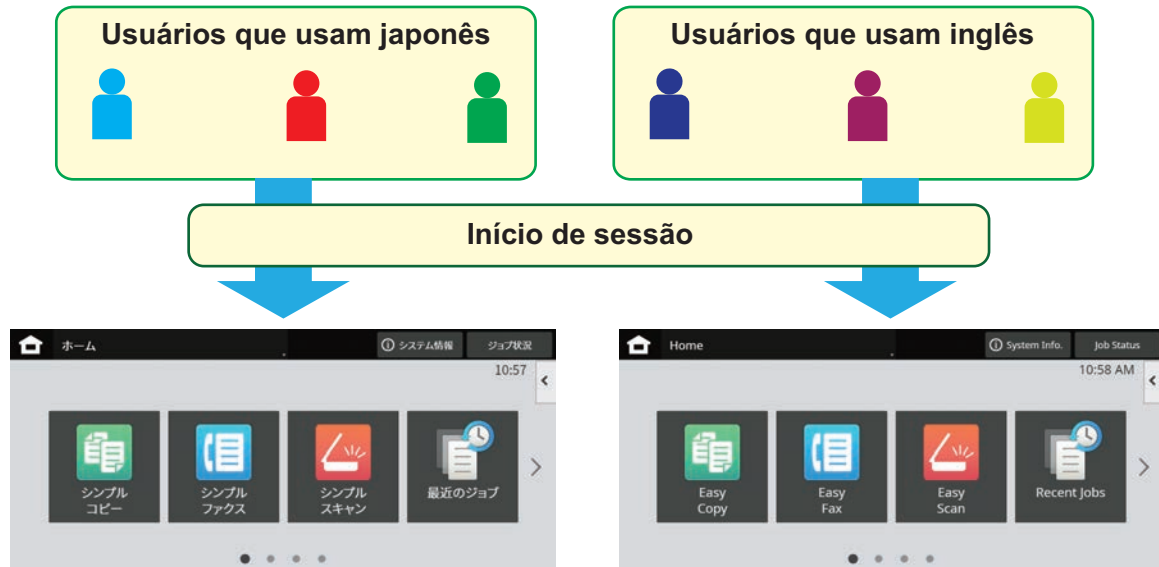 Usuários que usam japonês
Usuários que usam inglês
Início de sessão
ホーム
システム情報
ジョブ状況
10:57
シンプル
コピー
シンプル
ファクス
シンプル
スキャン
最近のジョブ
Home
System Info.
Job Status
10:58 AM
Easy
Copy
Easy
Fax
Easy
Scan
Recent Jobs